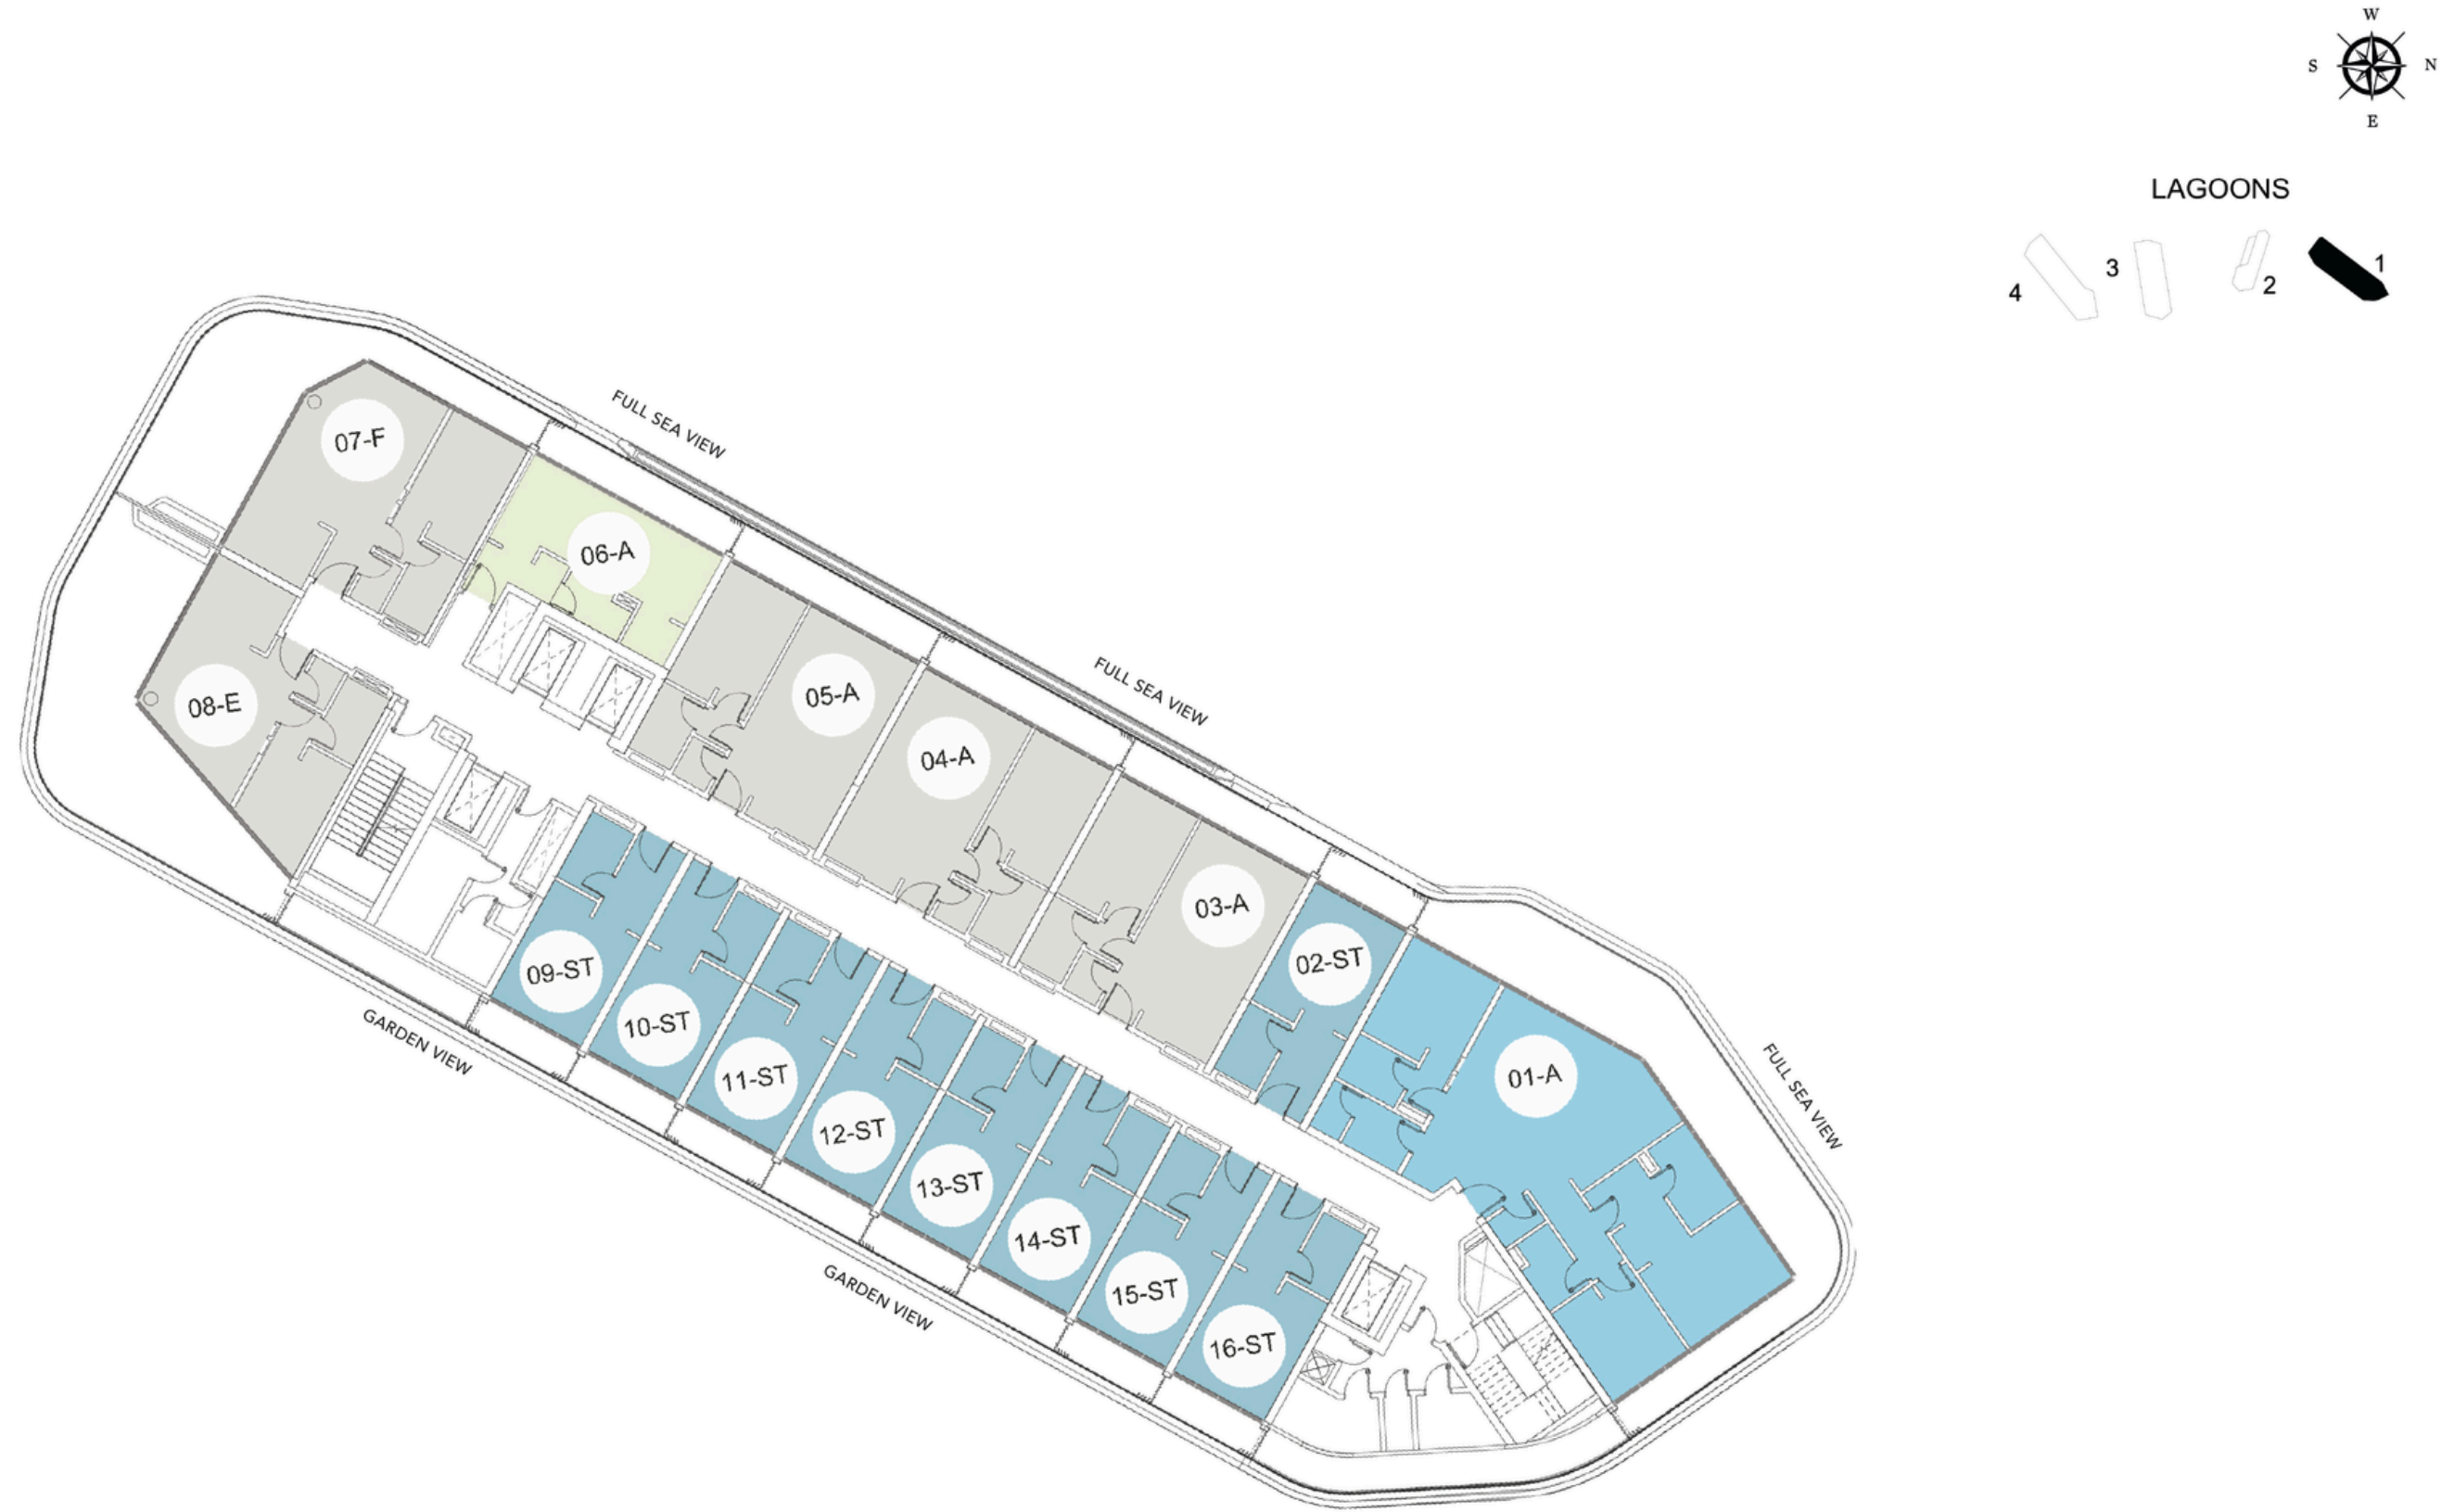 W
S N
E
LAGOONS
4 3 2 1
FULL SEA VIEW
07-F
06-A
FULL SEA VIEW
05-A
08-E
04-A
03-A
02-ST
09-ST
10-ST
GARDEN VIEW
01-A
11-ST
FULL SEA VIEW
12-ST
13-ST
14-ST
15-ST
GARDEN VIEW
16-ST